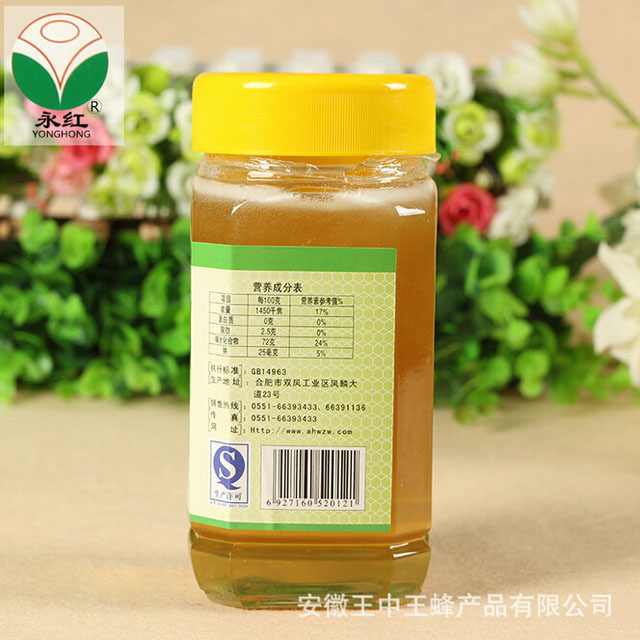 永红®
YONGHONG
营养成分表
项目 每100克 营养素参考值%
能量 1450千焦 17%
蛋白质 0克 0%
脂肪 2.5克 0%
碳水化合物 72克 24%
钠 25毫克 5%
执行标准:GB14963
生产地址:合肥市双凤工业区凤麟大
道23号
销售热线:0551-66393433、66391136
传 真:0551-66393433
网 址:Http://www.ahwzw.com
生产许可
6 927160 520121
安徽王中王蜂产品有限公司